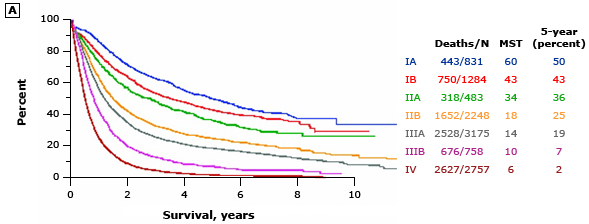 A
100
80
60
40
20
0
Percent
0 2 4 6 8 10
Survival, years
Deaths/N MST 5-year (percent)
IA 443/831 60 50
IB 750/1284 43 43
IIA 318/483 34 36
IIB 1652/2248 18 25
IIIA 2528/3175 14 19
IIIB 676/758 10 7
IV 2627/2757 6 2